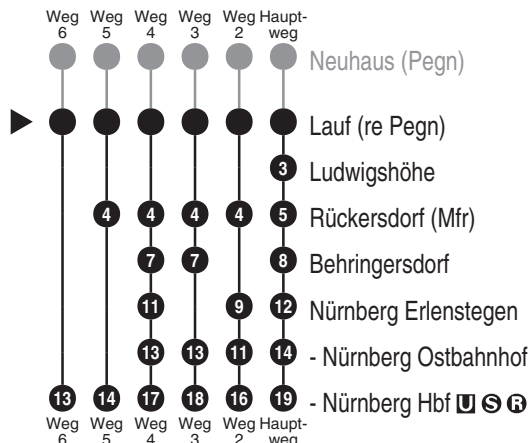 Weg Weg Weg Weg Weg Haupt-
6 5 4 3 2 weg
Neuhaus (Pegn)
Lauf (re Pegn)
3 Ludwigshöhe
4 4 4 4 5 Rückersdorf (Mfr)
7 7 8 Behringersdorf
11 9 12 Nürnberg Erlenstegen
13 13 11 14 - Nürnberg Ostbahnhof
13 14 17 18 16 19 - Nürnberg Hbf U S R
Weg Weg Weg Weg Weg Haupt-
6 5 4 3 2 weg